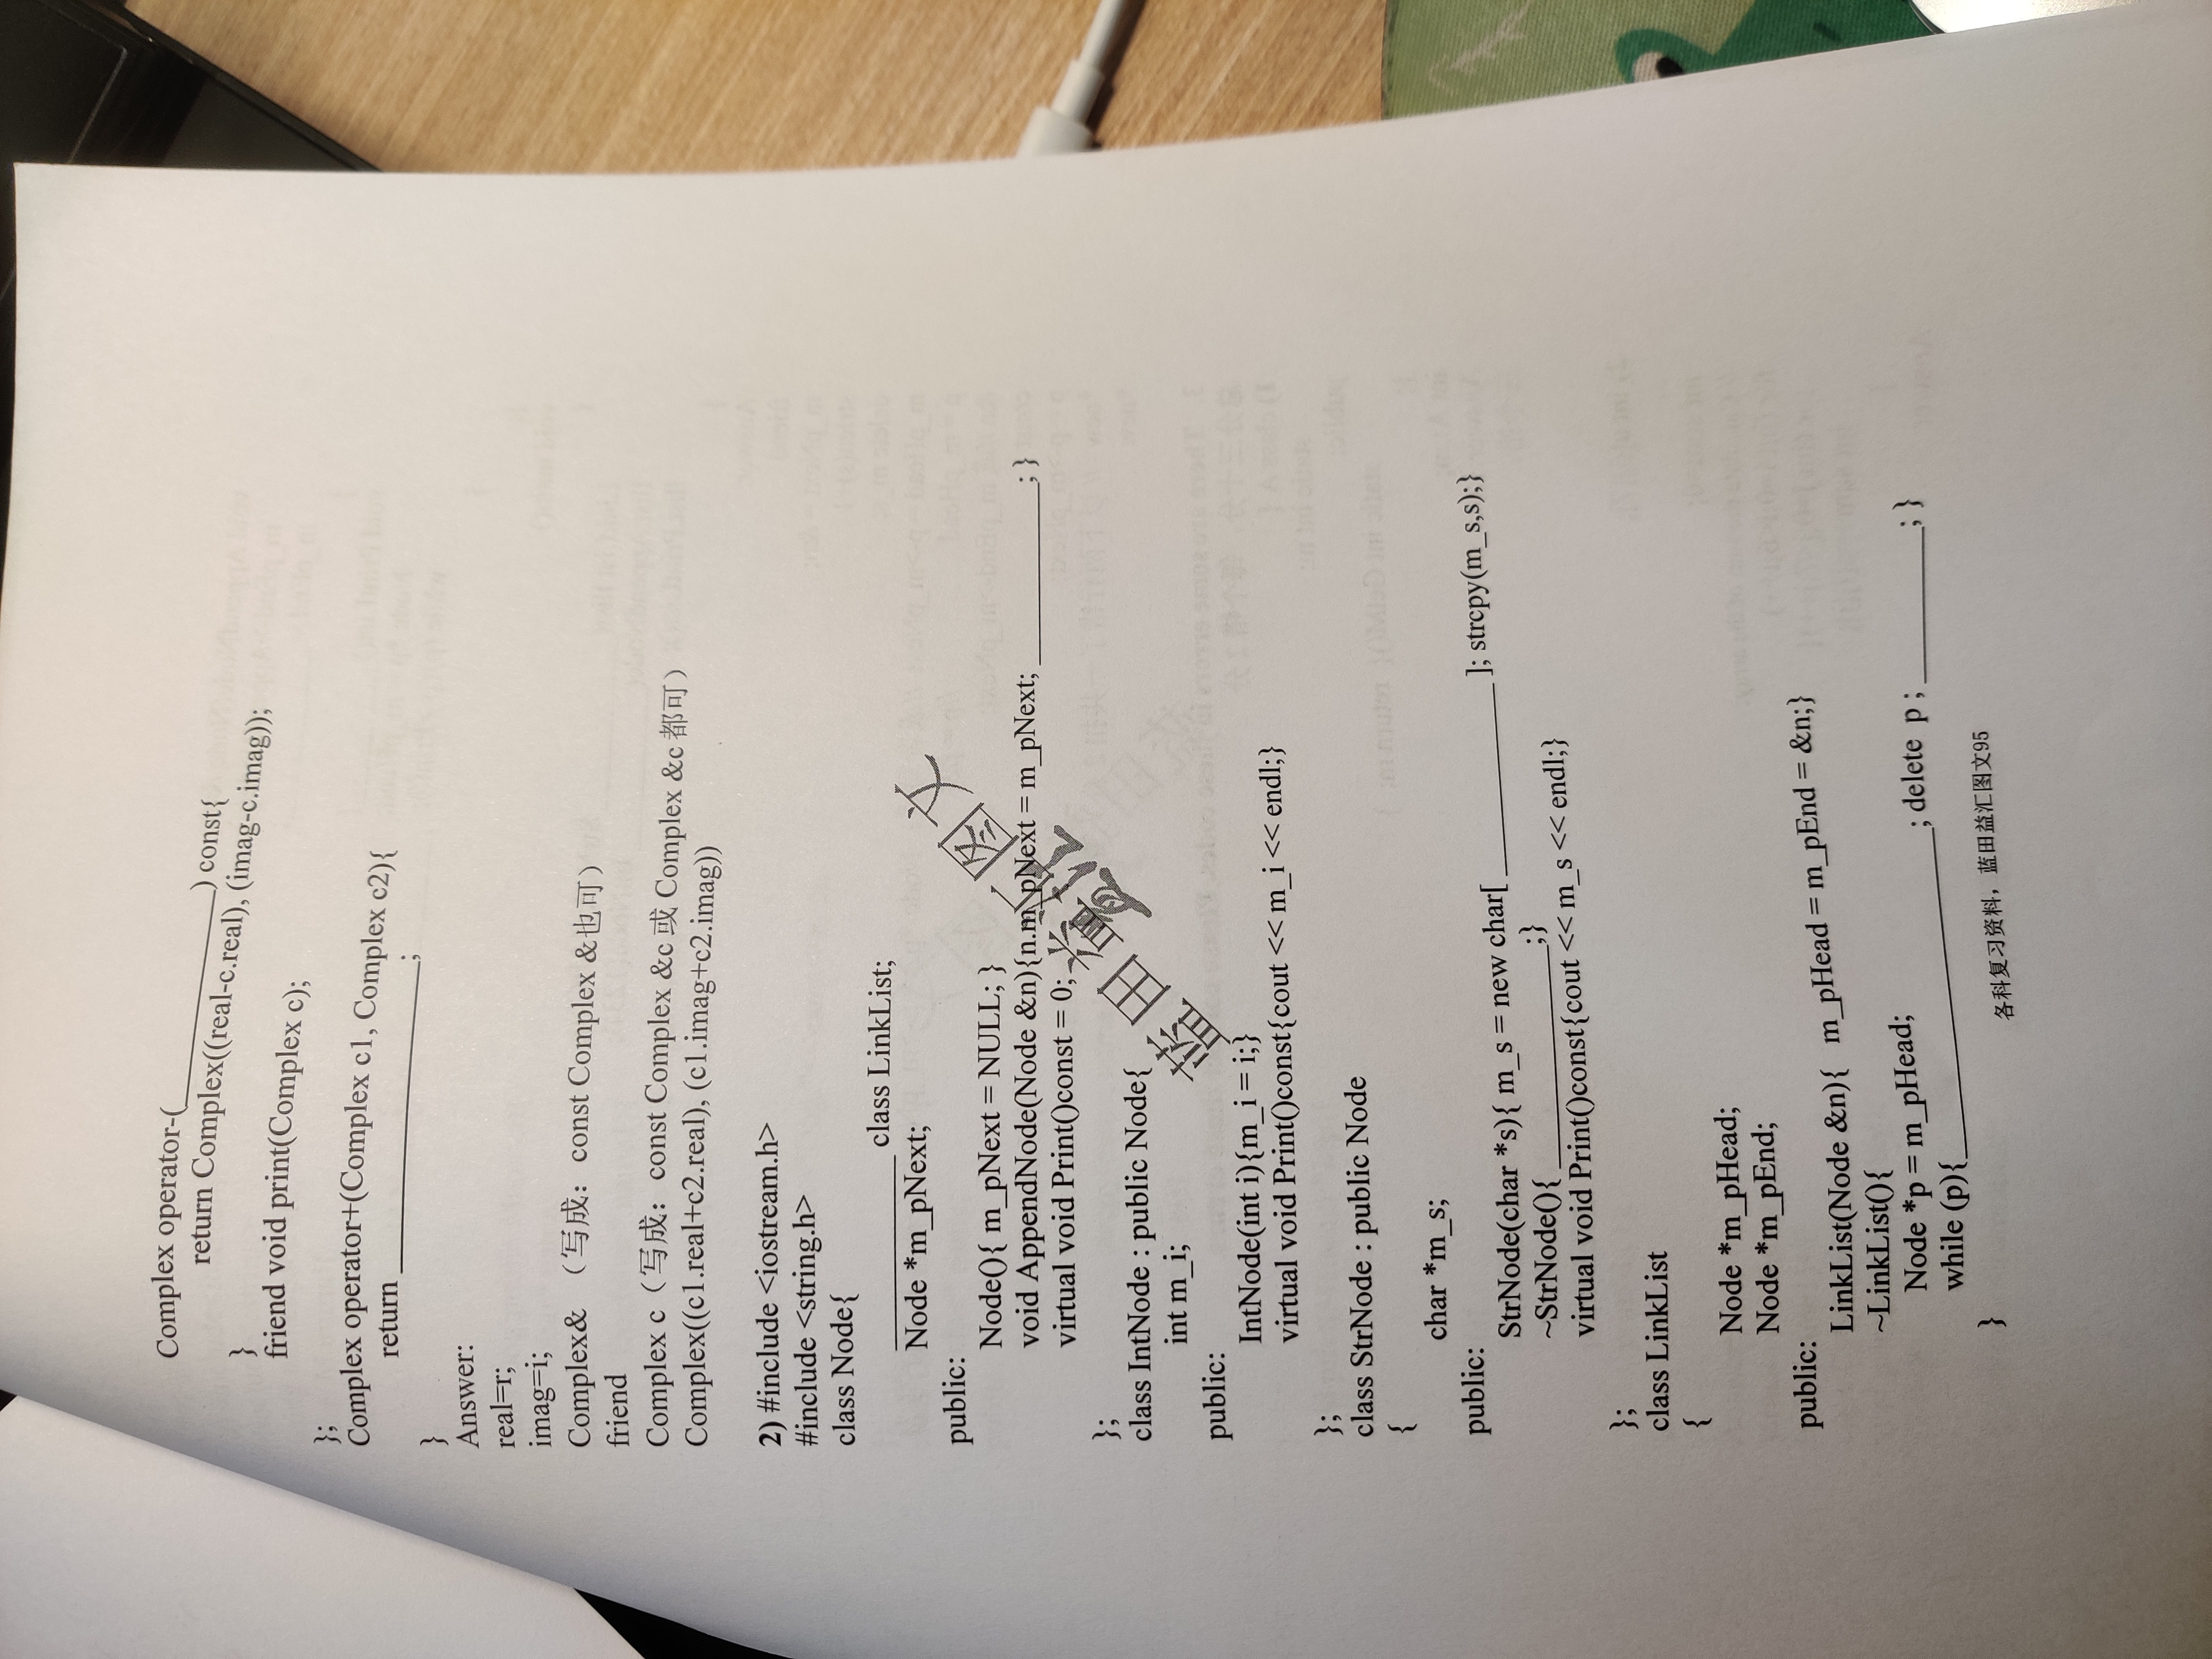 Complex operator-(______________) const{
return Complex((real-c.real), (imag-c.imag));
}
friend void print(Complex c);
};
Complex operator+(Complex c1, Complex c2){
return ____________________;
}
Answer:
real=r;
imag=i;
Complex& （写成：const Complex &也可）
friend
Complex c（写成：const Complex &c 或 Complex &c 都可）
Complex((c1.real+c2.real), (c1.imag+c2.imag))
2) #include <iostream.h>
#include <string.h>
class Node{
____________ class LinkList;
Node *m_pNext;
public:
Node(){ m_pNext = NULL; }
void AppendNode(Node &n){n.m_pNext = m_pNext; ____________; }
virtual void Print()const = 0;
};
class IntNode : public Node{
int m_i;
public:
IntNode(int i){m_i = i;}
virtual void Print()const{cout << m_i << endl;}
};
class StrNode : public Node
{
char *m_s;
public:
StrNode(char *s){ m_s = new char[ ____________ ]; strcpy(m_s,s);}
~StrNode(){ ______________;}
virtual void Print()const{cout << m_s << endl;}
};
class LinkList
{
Node *m_pHead;
Node *m_pEnd;
public:
LinkList(Node &n){ m_pHead = m_pEnd = &n;}
~LinkList(){
Node *p = m_pHead;
while (p){____________________; delete p ; __________; }
}
蓝田益汇图文
各科复习资料，蓝田益汇图文95